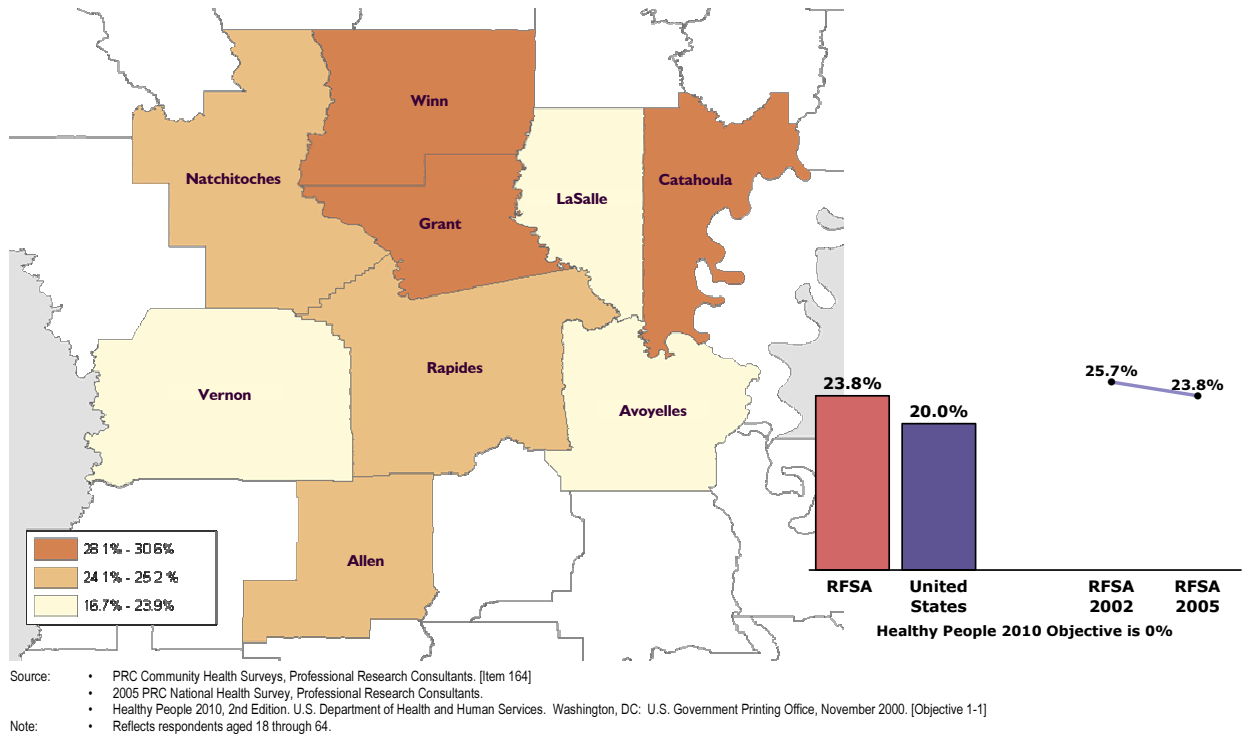 Winn
Natchitoches
Catahoula
LaSalle
Grant
Rapides
Vernon
Avoyelles
Allen
28.1% - 30.6%
24.1% - 25.2%
16.7% - 23.9%
23.8%
20.0%
25.7%
23.8%
RFSA
United
States
RFSA
2002
RFSA
2005
Healthy People 2010 Objective is 0%
Source: • PRC Community Health Surveys, Professional Research Consultants. [Item 164]
• 2005 PRC National Health Survey, Professional Research Consultants.
• Healthy People 2010, 2nd Edition. U.S. Department of Health and Human Services. Washington, DC: U.S. Government Printing Office, November 2000. [Objective 1-1]
Note: • Reflects respondents aged 18 through 64.